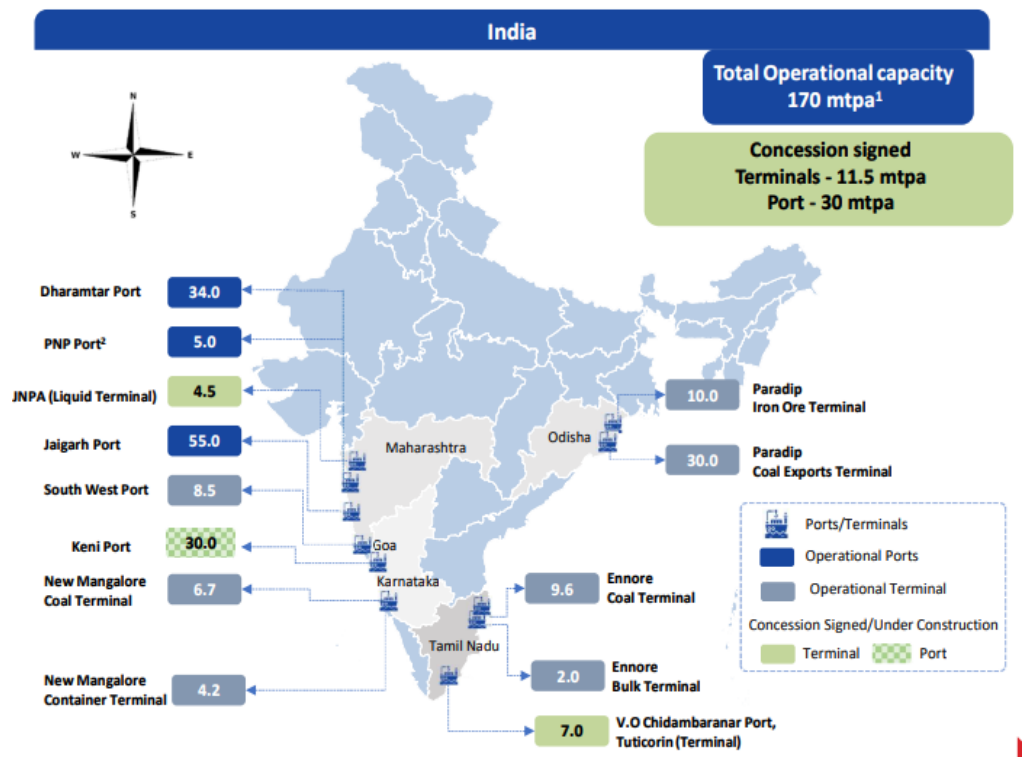 India
Total Operational capacity
170 mtpa¹
Concession signed
Terminals - 11.5 mtpa
Port - 30 mtpa
N
W
E
S
Dharamtar Port
34.0
PNP Port²
5.0
JNPA (Liquid Terminal)
4.5
Jaigarh Port
55.0
South West Port
8.5
Keni Port
30.0
New Mangalore
Coal Terminal
6.7
New Mangalore
Container Terminal
4.2
Maharashtra
Odisha
Goa
Karnataka
Tamil Nadu
10.0
Paradip
Iron Ore Terminal
30.0
Paradip
Coal Exports Terminal
9.6
Ennore
Coal Terminal
2.0
Ennore
Bulk Terminal
7.0
V.O Chidambaranar Port,
Tuticorin (Terminal)
Ports/Terminals
Operational Ports
Operational Terminal
Concession Signed/Under Construction
Terminal
Port